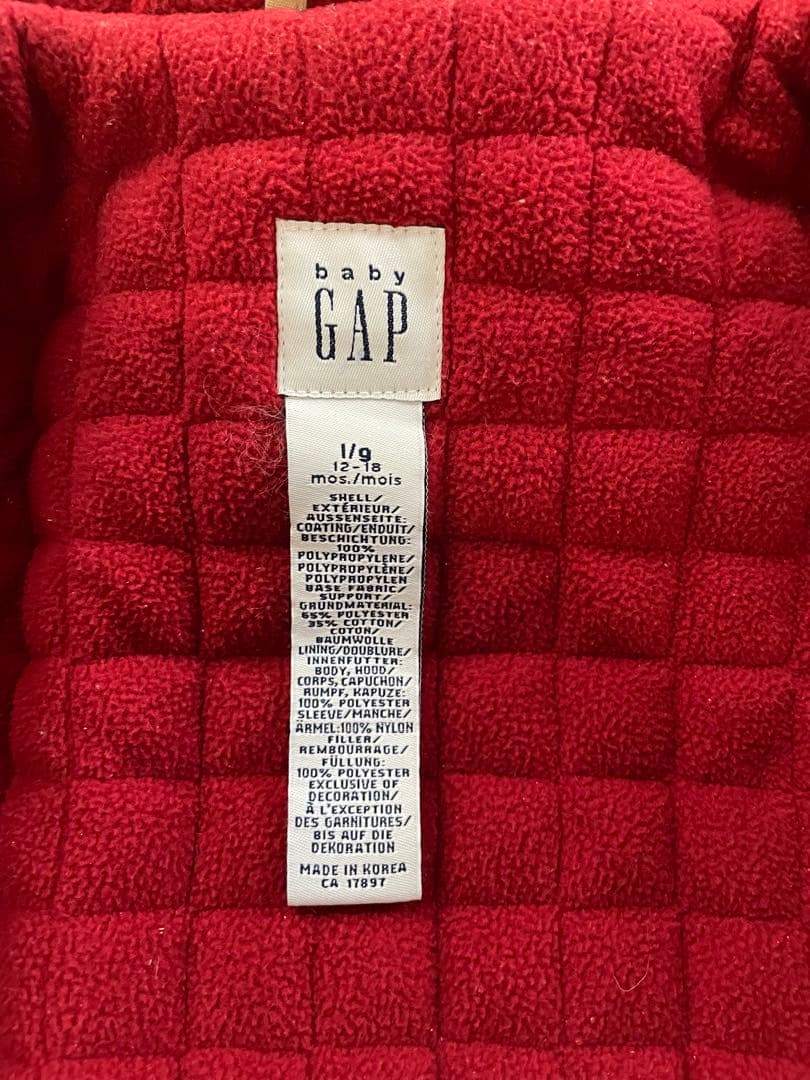 baby
GAP
l/g
12-18
mos./mois
SHELL/
EXTÉRIEUR/
AUSSENSEITE:
COATING/ENDUIT/
BESCHICHTUNG:
100%
POLYPROPYLENE/
POLYPROPYLÈNE/
POLYPROPYLEN
BASE FABRIC/
SUPPORT/
GRUNDMATERIAL:
65% POLYESTER
35% COTTON/
COTON/
BAUMWOLLE
LINING/DOUBLURE/
INNENFUTTER:
BODY, HOOD/
CORPS, CAPUCHON/
RUMPF, KAPUZE:
100% POLYESTER
SLEEVE/MANCHE/
ÄRMEL:100% NYLON
FILLER/
REMBOURRAGE/
FÜLLUNG:
100% POLYESTER
EXCLUSIVE OF
DECORATION/
À L'EXCEPTION
DES GARNITURES/
BIS AUF DIE
DEKORATION
MADE IN KOREA
CA 17897